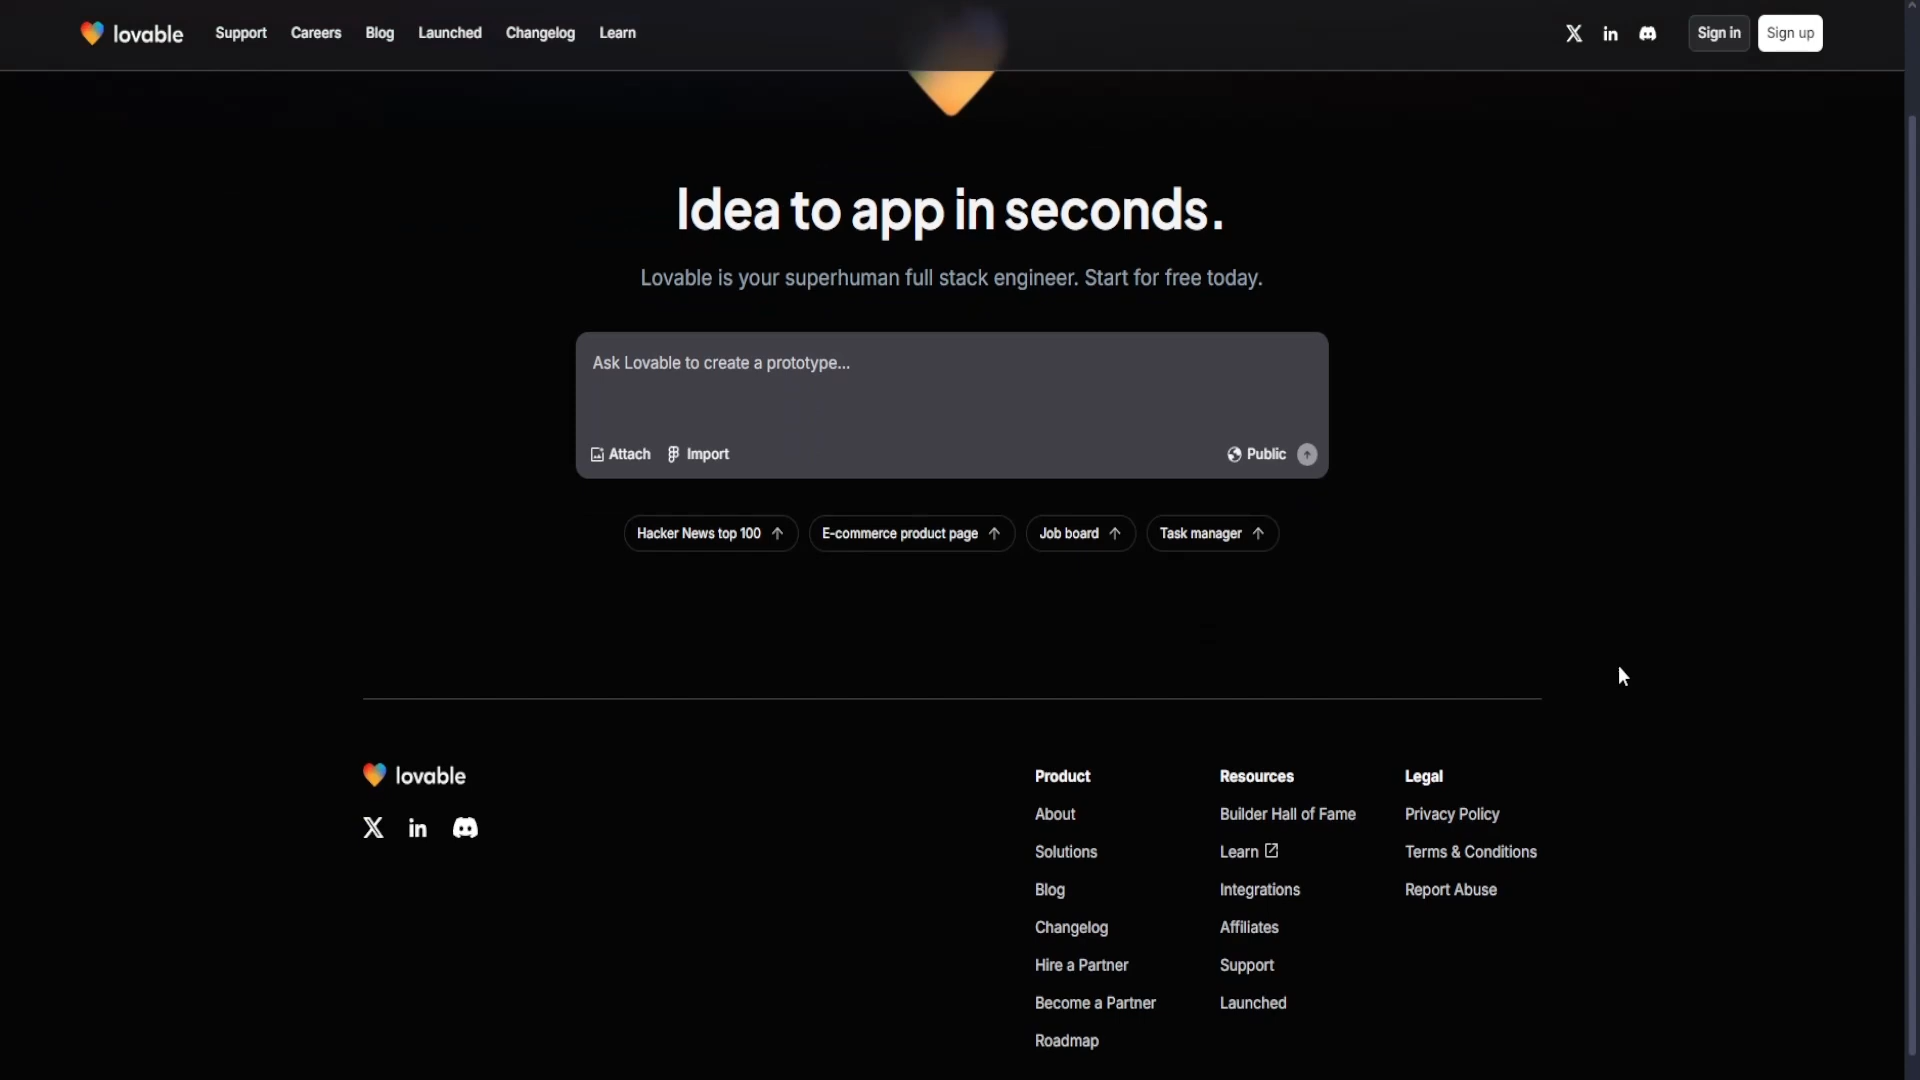 lovable Support Careers Blog Launched Changelog Learn in Sign in Sign up
Idea to app in seconds.
Lovable is your superhuman full stack engineer. Start for free today.
Ask Lovable to create a prototype...
Attach Import Public
Hacker News top 100 E-commerce product page Job board Task manager
lovable
in
Product
About
Solutions
Blog
Changelog
Hire a Partner
Become a Partner
Roadmap
Resources
Builder Hall of Fame
Learn
Integrations
Affiliates
Support
Launched
Legal
Privacy Policy
Terms & Conditions
Report Abuse